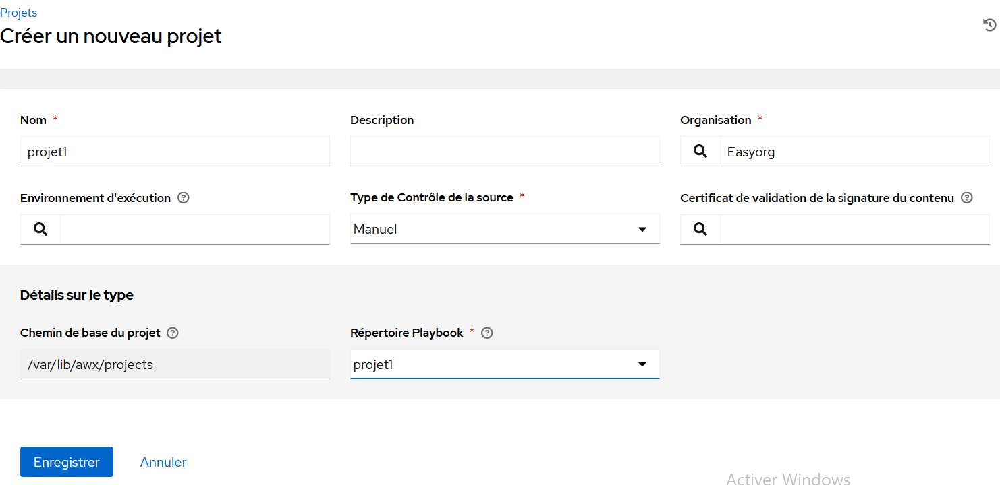 Projets
Créer un nouveau projet
Nom *
Description
Organisation *
projet1
Easyorg
Environnement d'exécution
Type de Contrôle de la source *
Certificat de validation de la signature du contenu
Manuel
Détails sur le type
Chemin de base du projet
Répertoire Playbook *
/var/lib/awx/projects
projet1
Enregistrer
Annuler
Activer Windows